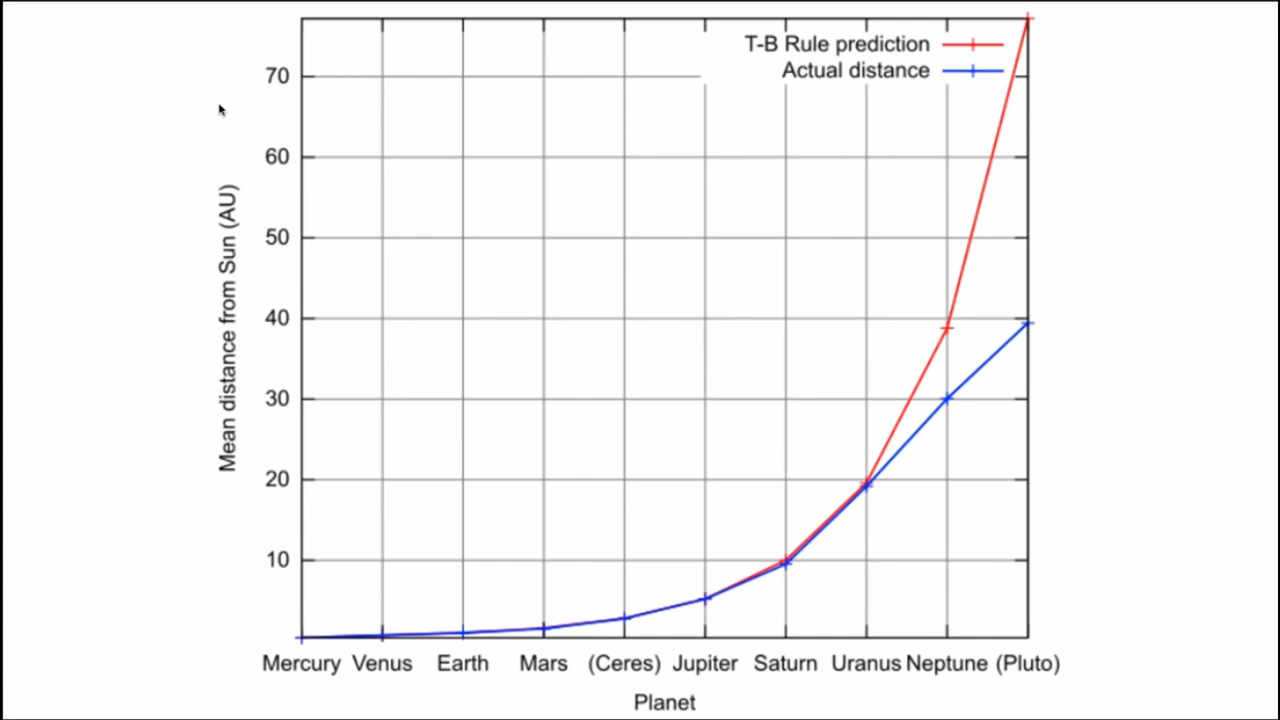 T-B Rule prediction
Actual distance
70
60
50
40
30
20
10
Mean distance from Sun (AU)
Mercury Venus Earth Mars (Ceres) Jupiter Saturn Uranus Neptune (Pluto)
Planet